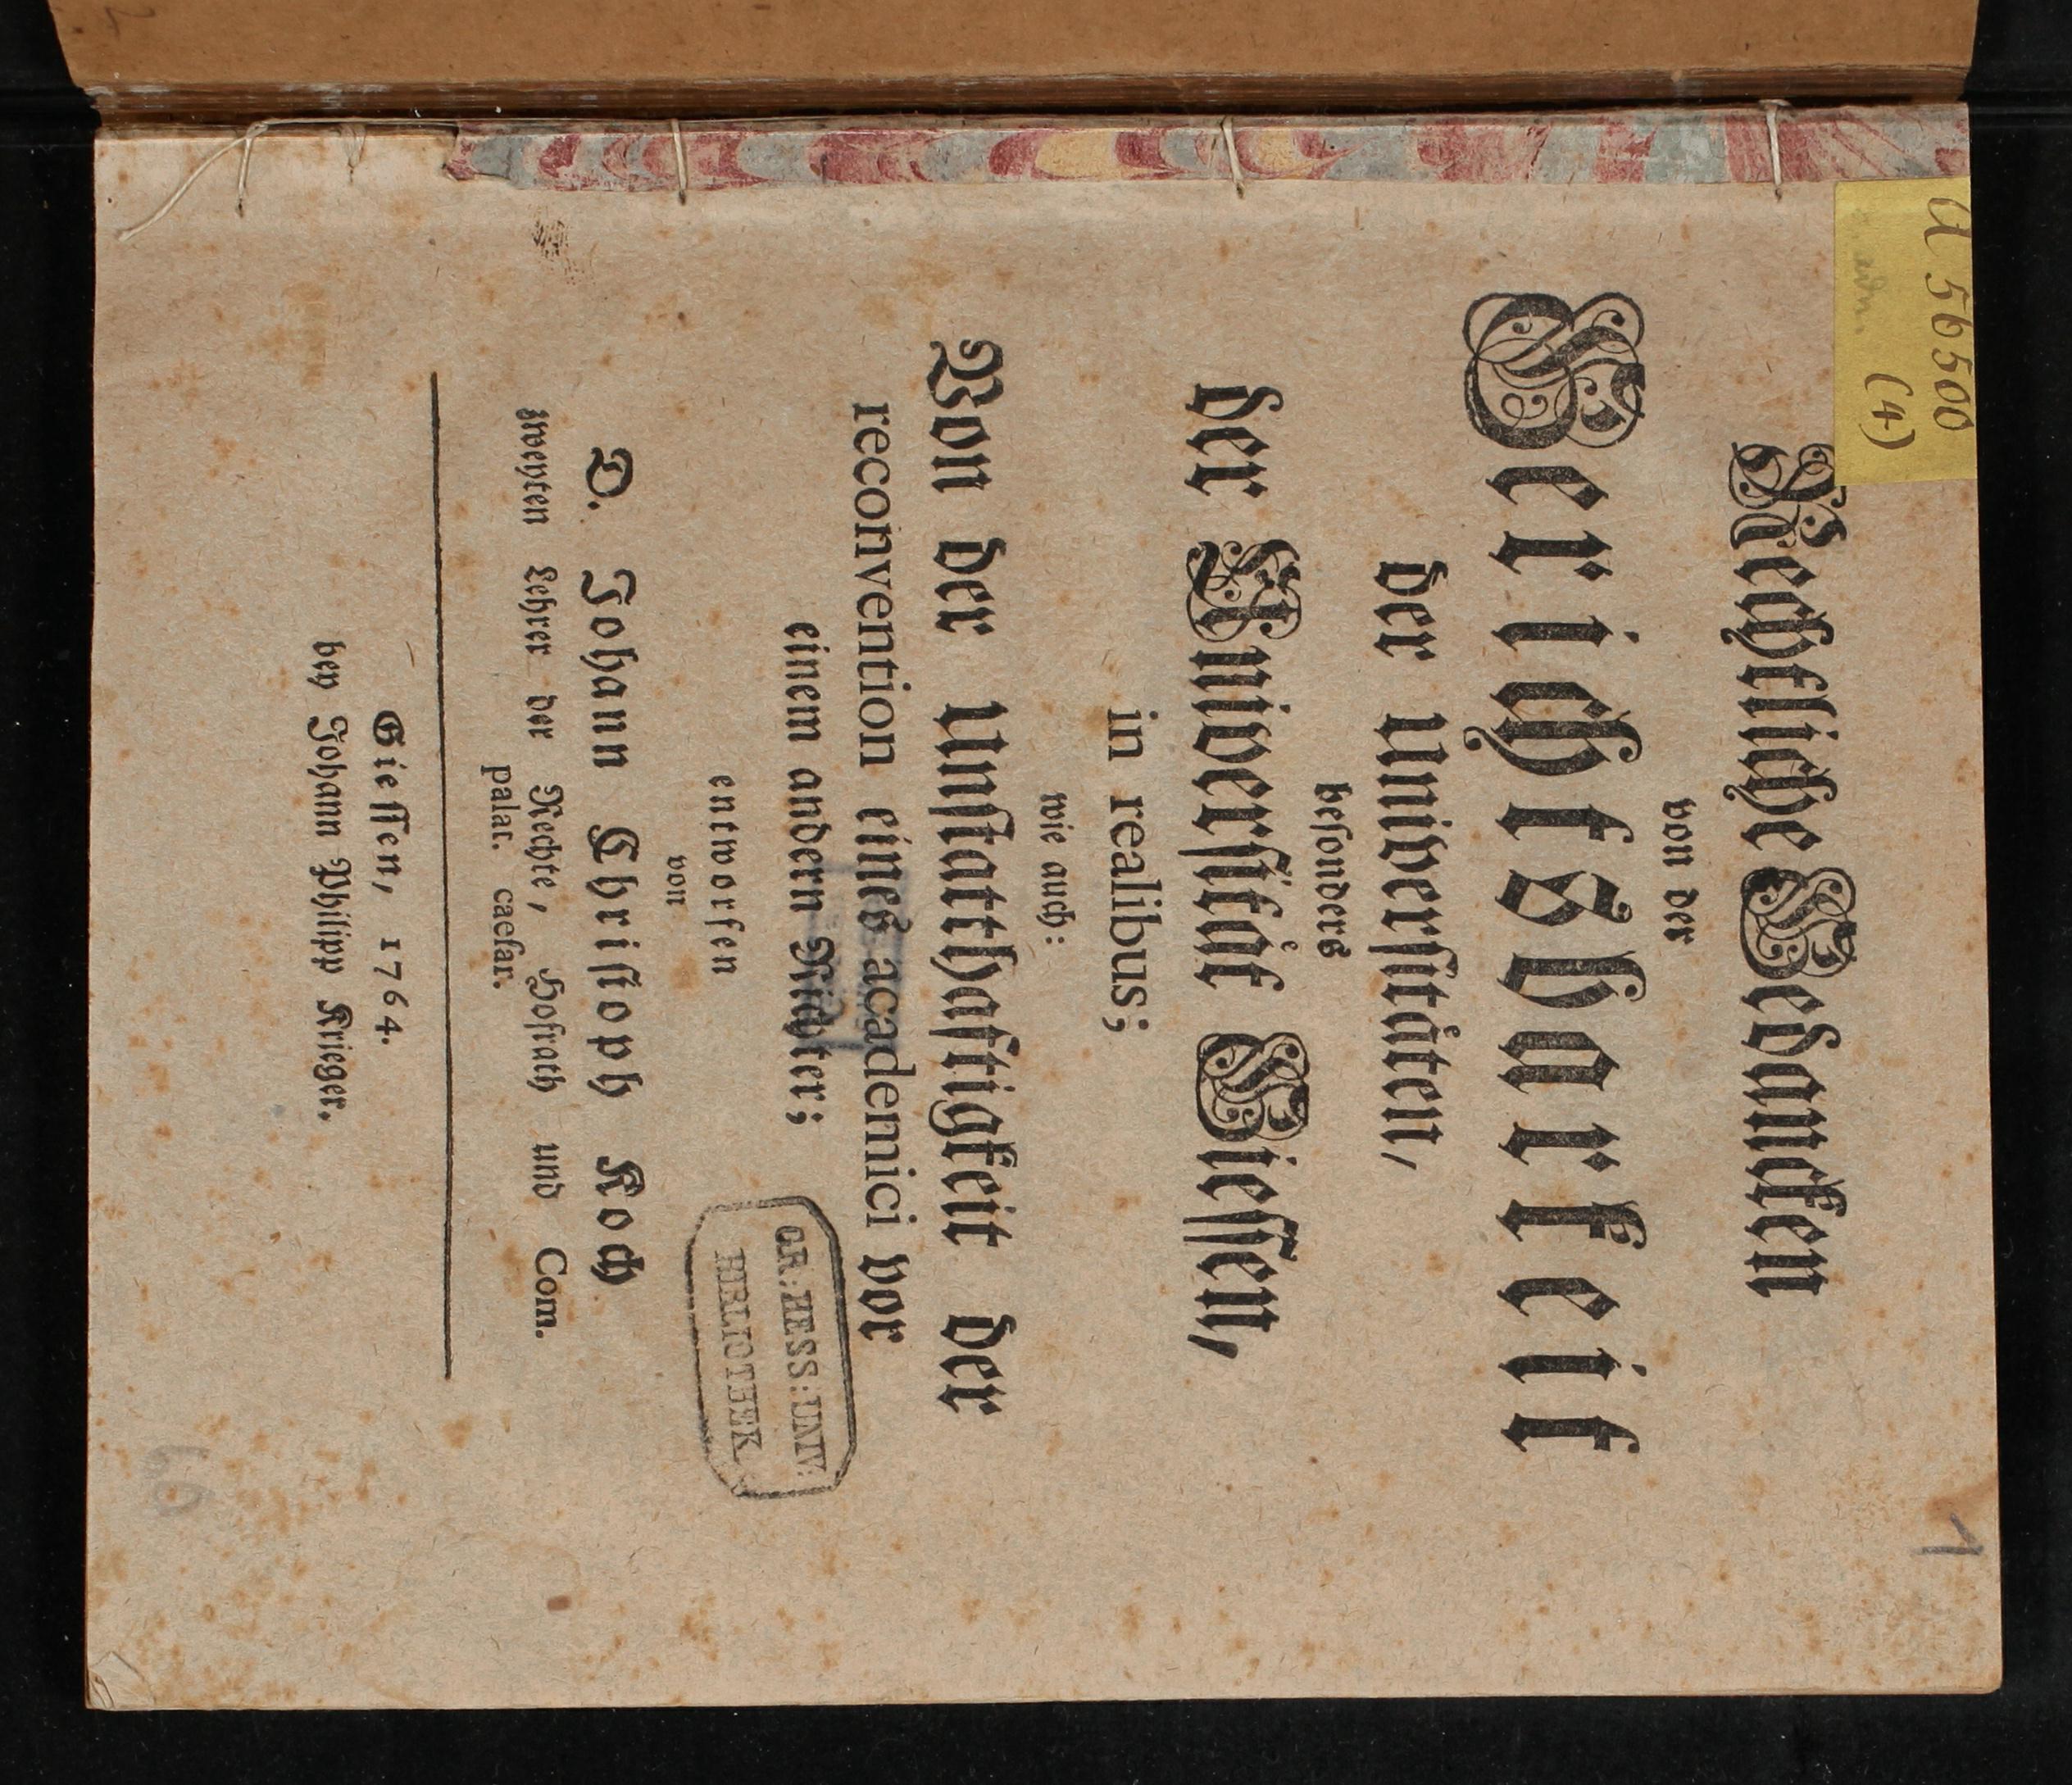 A 56500
(4)
1
Rechtliche Gedancken
von der
Gerichtsbarkeit
der Universitäten,
besonders
der Universität Giessen,
in realibus;
wie auch:
Von der Unstatthaftigkeit der
reconvention eines academici vor
einem andern Richter;
entworfen
von
D. Johann Christoph Koch
zweyten Lehrer der Rechte, Hofrath und Com.
palat. caesar.
GR: HESS: UNIV:
BIBLIOTHEK
Giessen, 1764.
bey Johann Philipp Krieger.